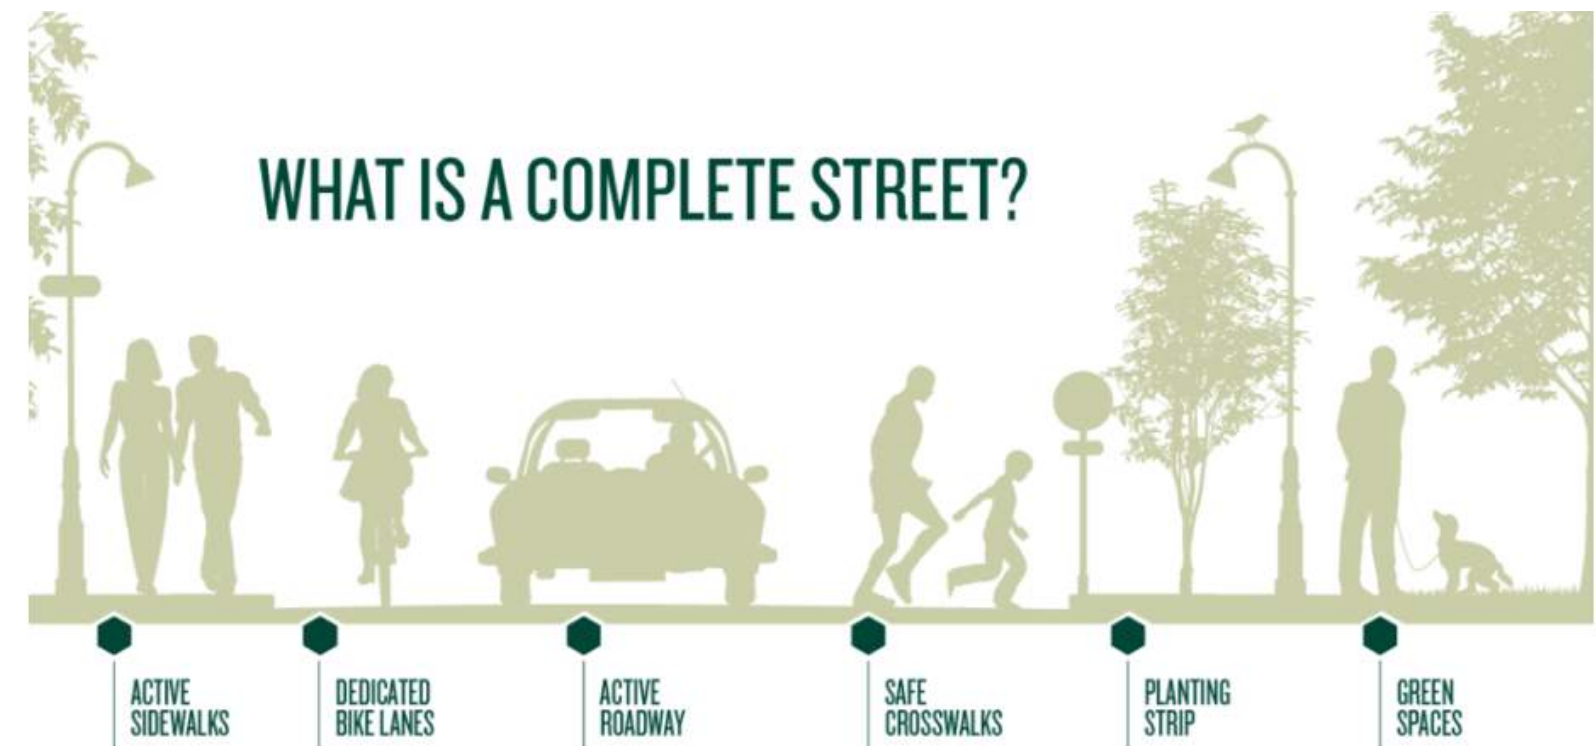 WHAT IS A COMPLETE STREET?
ACTIVE
SIDEWALKS
DEDICATED
BIKE LANES
ACTIVE
ROADWAY
SAFE
CROSSWALKS
PLANTING
STRIP
GREEN
SPACES